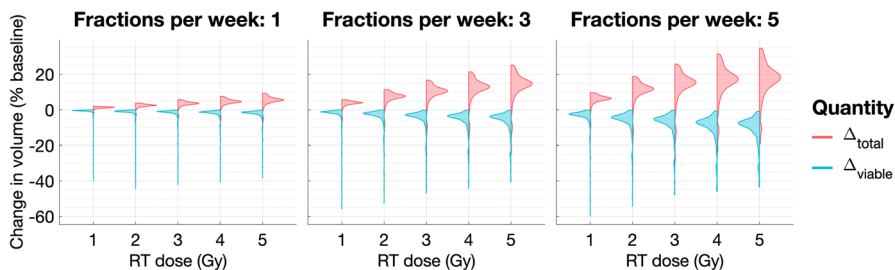 Fractions per week: 1
Fractions per week: 3
Fractions per week: 5
Change in volume (% baseline)
20
0
-20
-40
-60
1 2 3 4 5
1 2 3 4 5
1 2 3 4 5
RT dose (Gy)
RT dose (Gy)
RT dose (Gy)
Quantity
Δtotal
Δviable